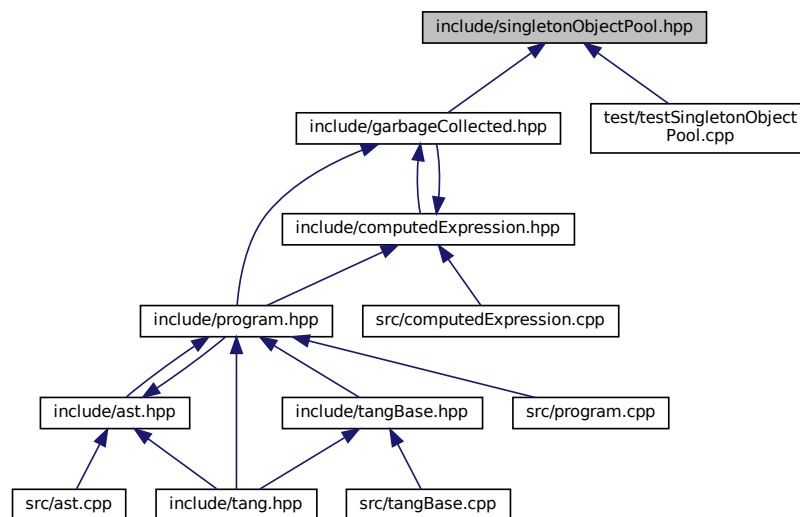 include/singletonObjectPool.hpp
include/garbageCollected.hpp
test/testSingletonObject
Pool.cpp
include/computedExpression.hpp
include/program.hpp
src/computedExpression.cpp
include/ast.hpp
include/tangBase.hpp
src/program.cpp
src/ast.cpp
include/tang.hpp
src/tangBase.cpp